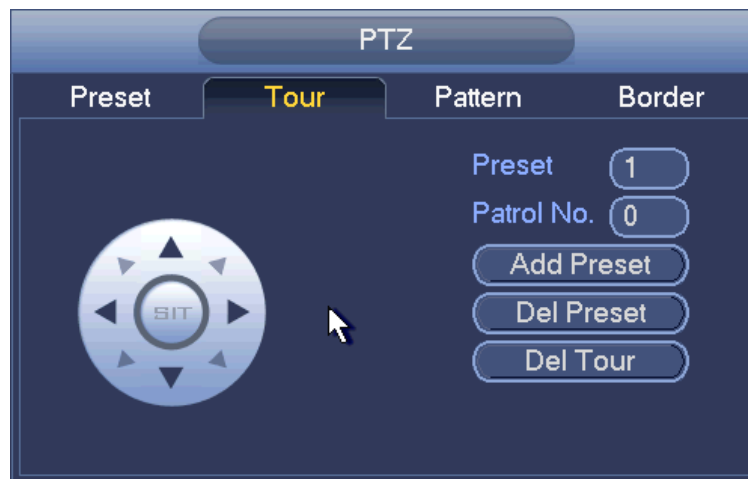 PTZ
Preset Tour Pattern Border
Preset 1
Patrol No. 0
Add Preset
SIT
Del Preset
Del Tour